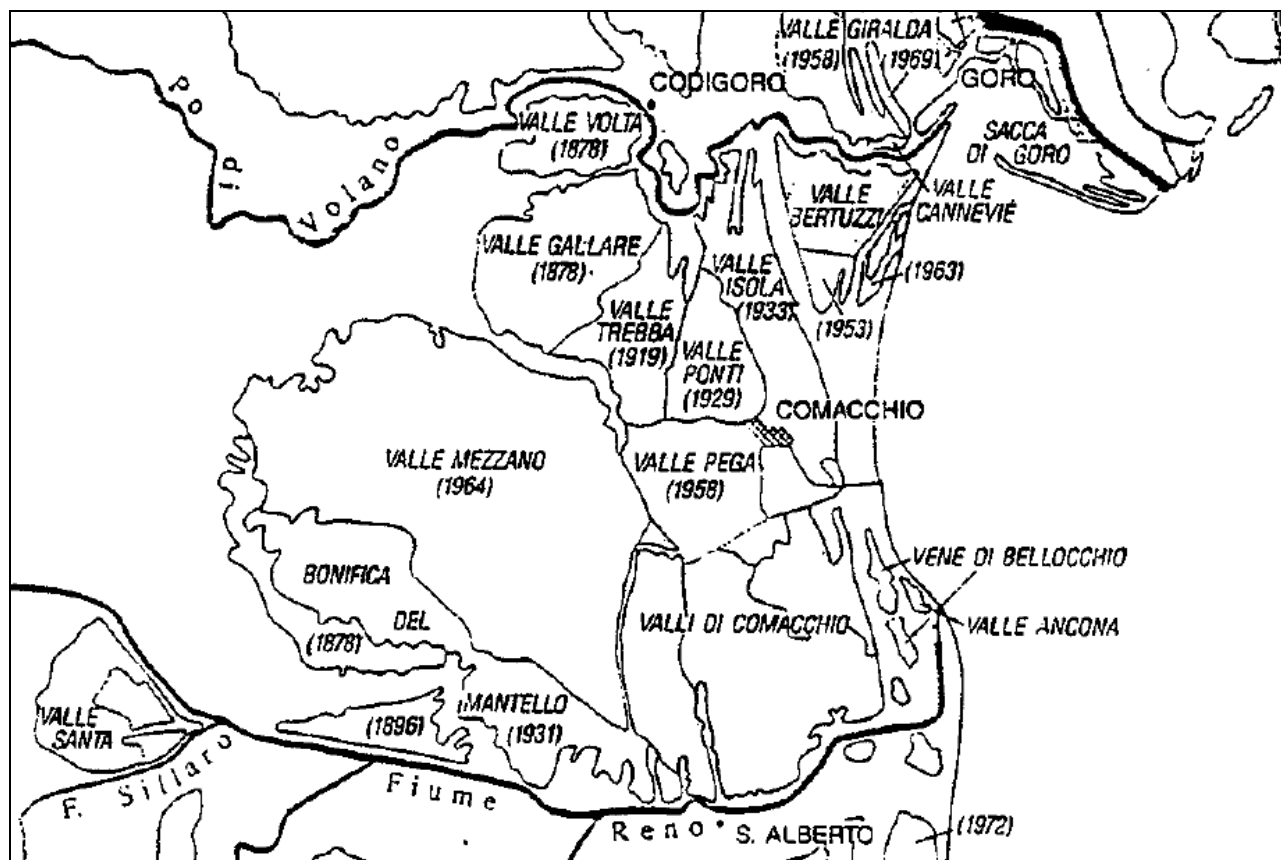 VALLE GIRALDA
(1958) (1969)
GORO
CODIGORO
Po di Volano
VALLE VOLTA
(1878)
SACCA
DI GORO
VALLE
BERTUZZI
VALLE
CANNEVIÉ
VALLE GALLARE
(1878)
VALLE
ISOLA
(1933)
(1963)
(1953)
VALLE
TREBBA
(1919)
VALLE
PONTI
(1929)
COMACCHIO
VALLE MEZZANO
(1964)
VALLE PEGA
(1958)
BONIFICA
DEL
MANTELLO
(1931)
(1878)
(1896)
VENE DI BELLOCCHIO
VALLI DI COMACCHIO
VALLE ANCONA
VALLE
SANTA
F. Sillaro
Fiume Reno
S. ALBERTO
(1972)